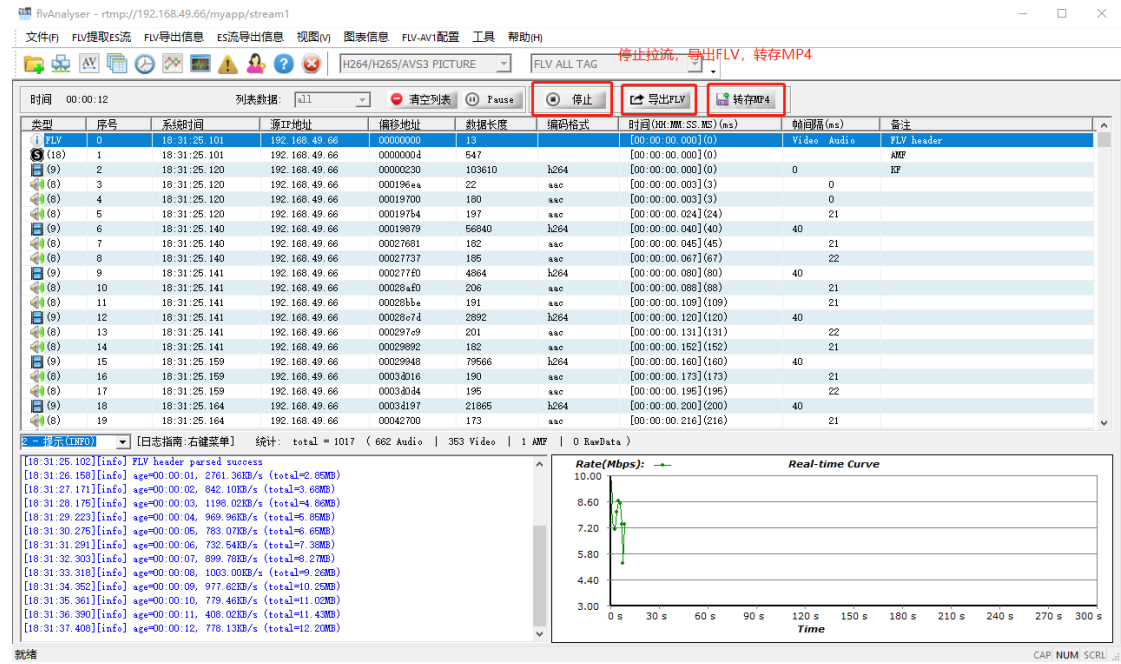 flvAnalyser - rtmp://192.168.49.66/myapp/stream1
文件(F) FLV提取ES流 FLV导出信息 ES流导出信息 视图(V) 图表信息 FLV-AV1配置 工具 帮助(H)
H264/H265/AVS3 PICTURE FLV ALL TAG
停止拉流，导出FLV，转存MP4
时间 00:00:12 列表数据: all 清空列表 Pause 停止 导出FLV 转存MP4
类型 序号 系统时间 源IP地址 偏移地址 数据长度 编码格式 时间(HH:MM:SS.MS)(ms) 帧间隔(ms) 备注
FLV 0 18:31:25.101 192.168.49.66 00000000 13 [00:00:00.000](0) Video Audio FLV header
(18) 1 18:31:25.101 192.168.49.66 0000000d 547 [00:00:00.000](0) AMF
(9) 2 18:31:25.120 192.168.49.66 00000230 103610 h264 [00:00:00.000](0) 0 KF
(8) 3 18:31:25.120 192.168.49.66 000196ea 22 aac [00:00:00.003](3) 0
(8) 4 18:31:25.120 192.168.49.66 00019700 180 aac [00:00:00.003](3) 0
(8) 5 18:31:25.120 192.168.49.66 000197b4 197 aac [00:00:00.024](24) 21
(9) 6 18:31:25.140 192.168.49.66 00019879 56840 h264 [00:00:00.040](40) 40
(8) 7 18:31:25.140 192.168.49.66 00027681 182 aac [00:00:00.045](45) 21
(8) 8 18:31:25.140 192.168.49.66 00027737 185 aac [00:00:00.067](67) 22
(9) 9 18:31:25.141 192.168.49.66 000277f0 4864 h264 [00:00:00.080](80) 40
(8) 10 18:31:25.141 192.168.49.66 00028af0 206 aac [00:00:00.088](88) 21
(8) 11 18:31:25.141 192.168.49.66 00028bbe 191 aac [00:00:00.109](109) 21
(9) 12 18:31:25.141 192.168.49.66 00028c7d 2892 h264 [00:00:00.120](120) 40
(8) 13 18:31:25.141 192.168.49.66 000297c9 201 aac [00:00:00.131](131) 22
(8) 14 18:31:25.141 192.168.49.66 00029892 182 aac [00:00:00.152](152) 21
(9) 15 18:31:25.159 192.168.49.66 00029948 79566 h264 [00:00:00.160](160) 40
(8) 16 18:31:25.159 192.168.49.66 0003d016 190 aac [00:00:00.173](173) 21
(8) 17 18:31:25.159 192.168.49.66 0003d0d4 195 aac [00:00:00.195](195) 22
(9) 18 18:31:25.164 192.168.49.66 0003d197 21865 h264 [00:00:00.200](200) 40
(8) 19 18:31:25.164 192.168.49.66 00042700 173 aac [00:00:00.216](216) 21
2 - 提示(INFO) [日志指南:右键菜单] 统计: total = 1017 ( 662 Audio | 353 Video | 1 AMF | 0 RawData )
[18:31:25.102][info] FLV header parsed success
[18:31:26.158][info] age=00:00:01, 2761.36KB/s (total=2.85MB)
[18:31:27.171][info] age=00:00:02, 842.10KB/s (total=3.68MB)
[18:31:28.175][info] age=00:00:03, 1198.02KB/s (total=4.86MB)
[18:31:29.223][info] age=00:00:04, 969.96KB/s (total=5.85MB)
[18:31:30.275][info] age=00:00:05, 783.07KB/s (total=6.65MB)
[18:31:31.291][info] age=00:00:06, 732.54KB/s (total=7.38MB)
[18:31:32.303][info] age=00:00:07, 899.78KB/s (total=8.27MB)
[18:31:33.318][info] age=00:00:08, 1003.00KB/s (total=9.26MB)
[18:31:34.352][info] age=00:00:09, 977.62KB/s (total=10.25MB)
[18:31:35.361][info] age=00:00:10, 779.46KB/s (total=11.02MB)
[18:31:36.390][info] age=00:00:11, 408.02KB/s (total=11.43MB)
[18:31:37.408][info] age=00:00:12, 778.13KB/s (total=12.20MB)
Rate(Mbps): Real-time Curve
10.00
8.60
7.20
5.80
4.40
3.00
0 s 30 s 60 s 90 s 120 s 150 s 180 s 210 s 240 s 270 s 300 s
Time
就绪 CAP NUM SCRL